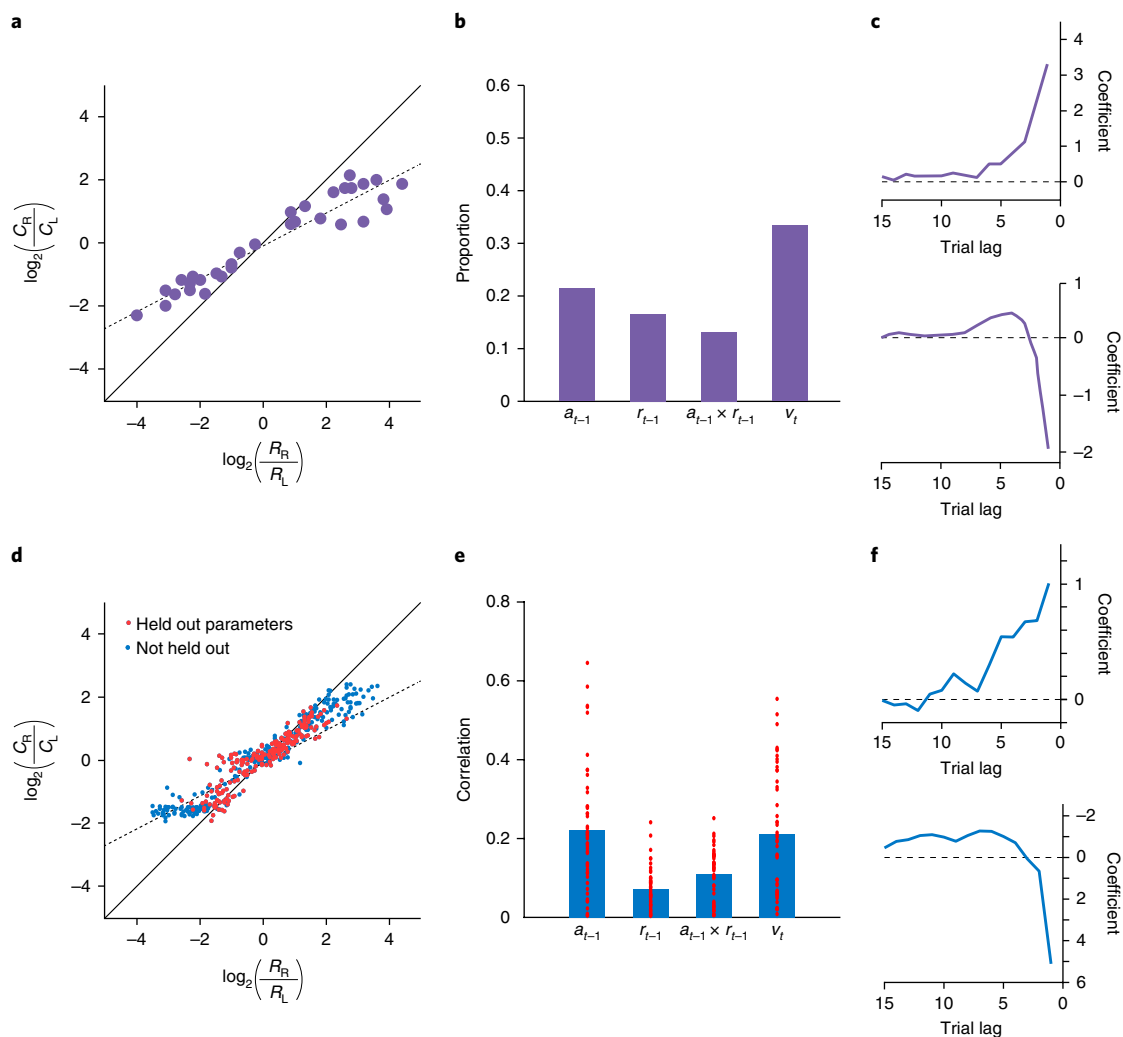 a
4
2
0
−2
−4
−4
−2
0
2
4
log2(CR/CL)
log2(RR/RL)
b
0.6
0.5
0.4
0.3
0.2
0.1
0
Proportion
at−1
rt−1
at−1 × rt−1
vt
c
4
3
2
1
0
Coefficient
15
10
5
0
Trial lag
1
0
−1
−2
Coefficient
15
10
5
0
Trial lag
d
Held out parameters
Not held out
4
2
0
−2
−4
−4
−2
0
2
4
log2(CR/CL)
log2(RR/RL)
e
0.8
0.6
0.4
0.2
0
Correlation
at−1
rt−1
at−1 × rt−1
vt
f
1
0
Coefficient
15
10
5
0
Trial lag
−2
0
2
4
6
Coefficient
15
10
5
0
Trial lag